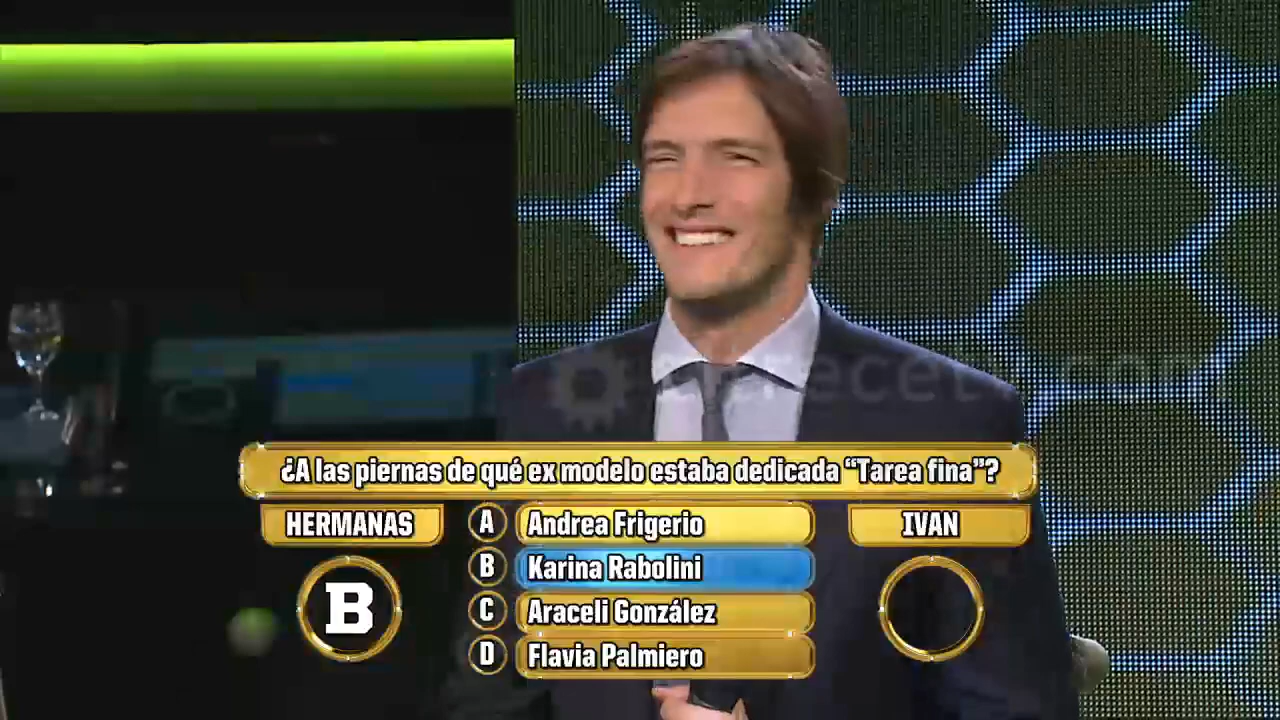 ¿A las piernas de qué ex modelo estaba dedicada “Tarea fina”?
HERMANAS
B
A Andrea Frigerio
B Karina Rabolini
C Araceli González
D Flavia Palmiero
IVAN